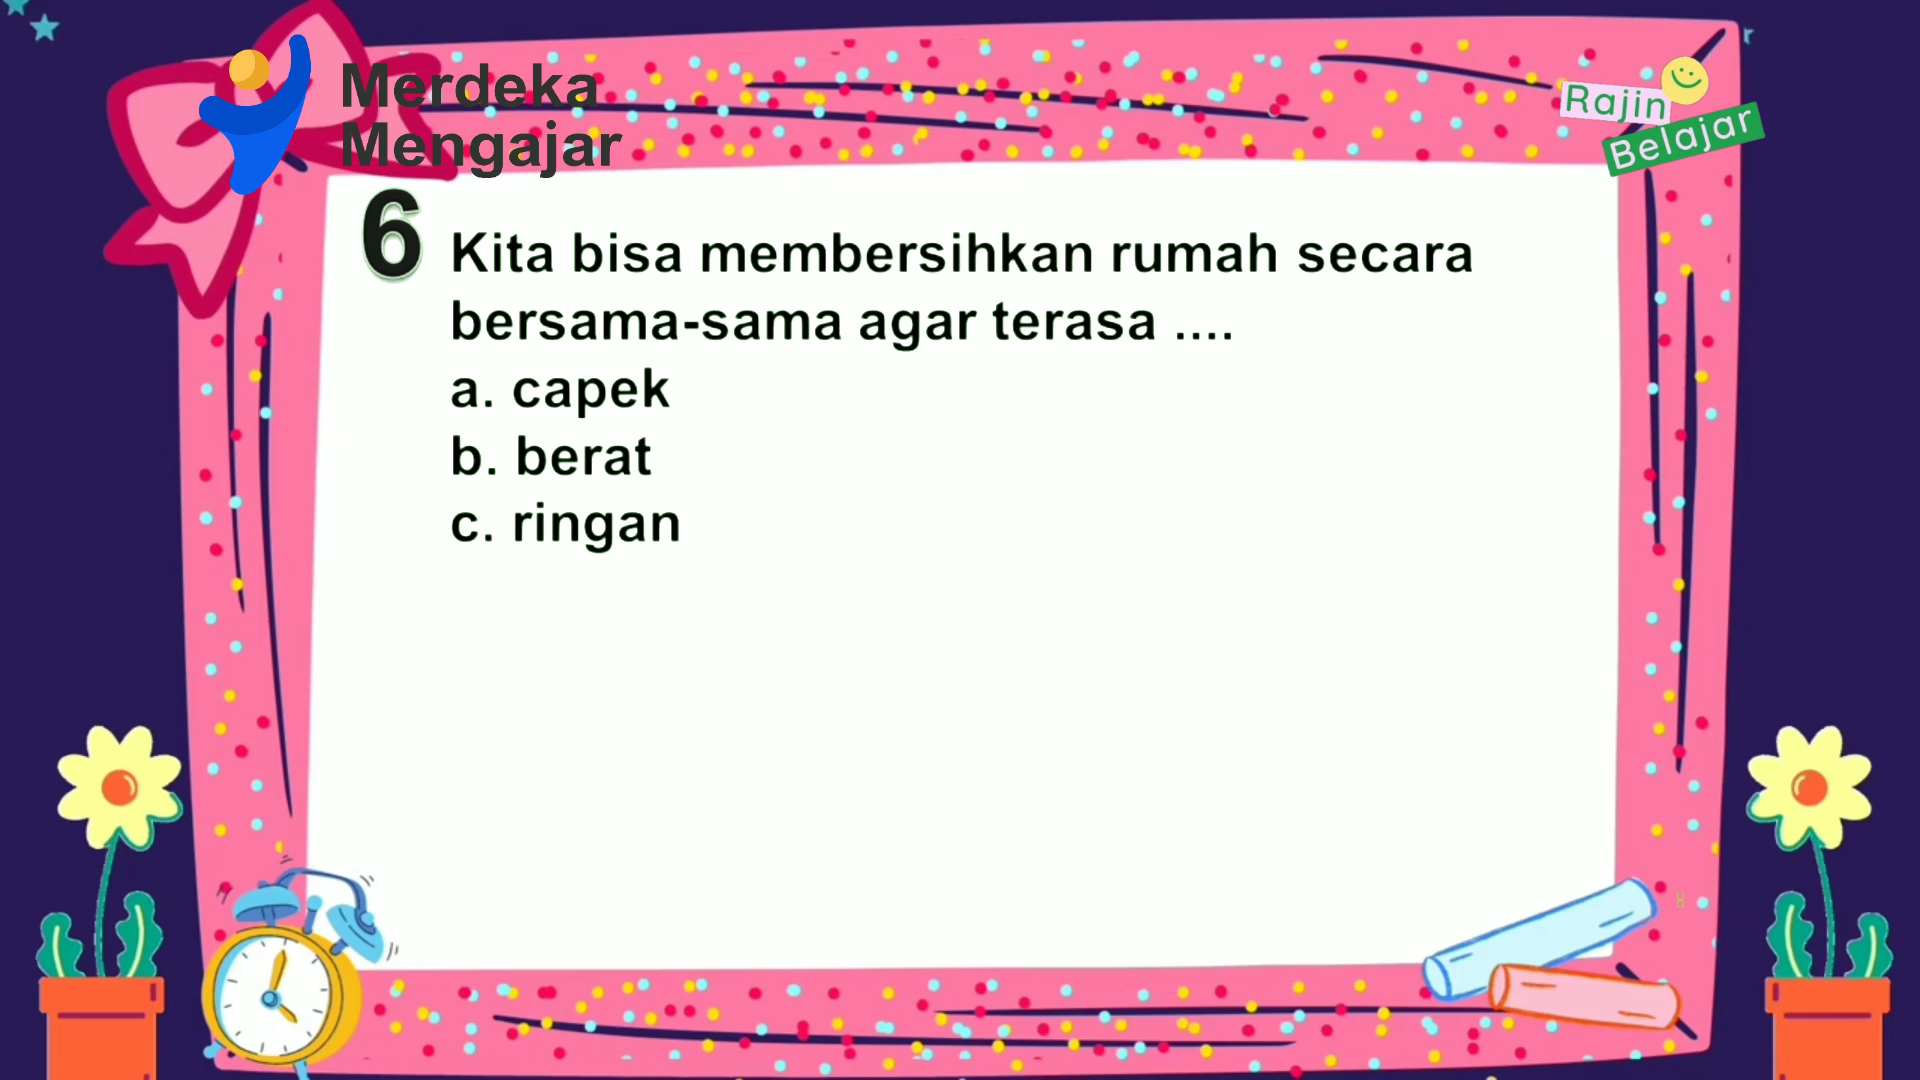 Merdeka
Mengajar
Rajin
Belajar
6
Kita bisa membersihkan rumah secara
bersama-sama agar terasa ....
a. capek
b. berat
c. ringan